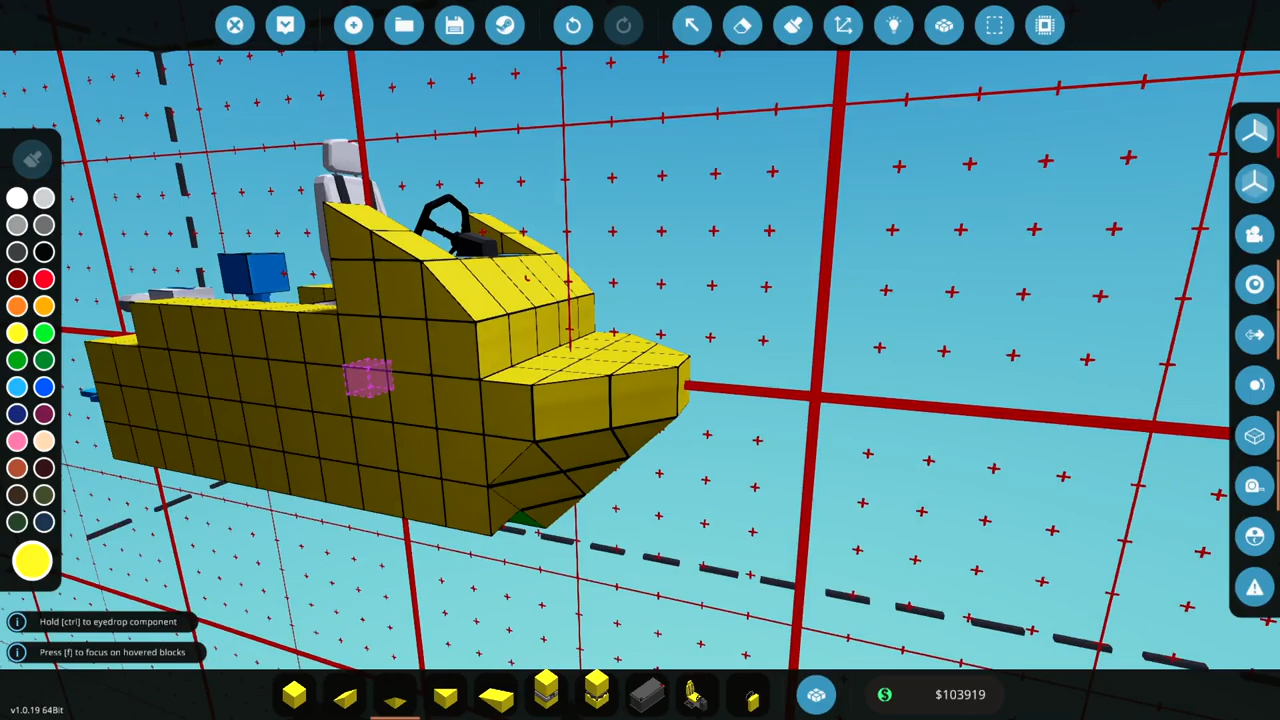 Hold [ctrl] to eyedrop component
Press [f] to focus on hovered blocks
v1.0.19 64Bit
$103919